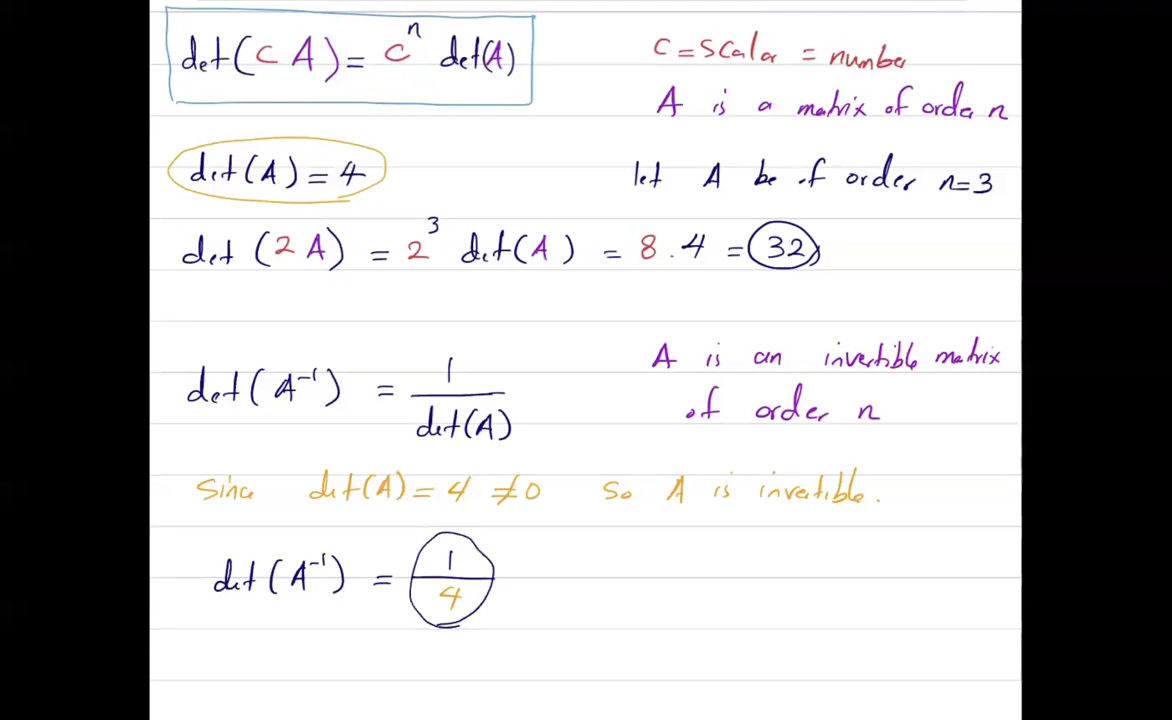 det(cA) = c^n det(A)
c = scalar = number
A is a matrix of order n
det(A) = 4
let A be of order n=3
det (2A) = 2^3 det(A) = 8 . 4 = 32
A is an invertible matrix
of order n
det(A^-1) = 1/det(A)
Since det(A) = 4 ≠ 0 so A is invertible.
det(A^-1) = 1/4